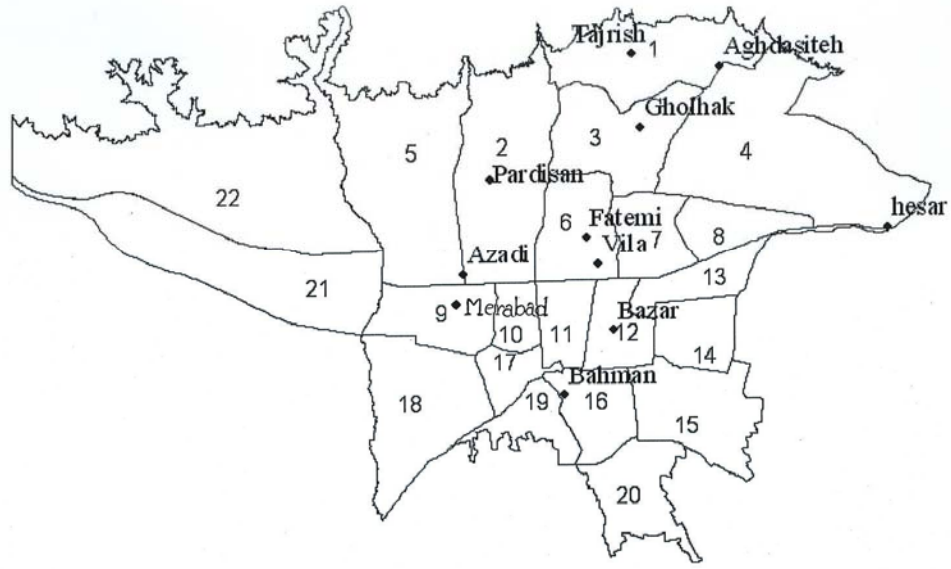 Tajrish
1
Aghdasiteh
Gholhak
3
4
5
2
Pardisan
22
hesar
6
Fatemi
Vila
7
8
Azadi
13
21
9
Merabad
Bazar
10
11
12
14
17
Bahman
18
19
16
15
20